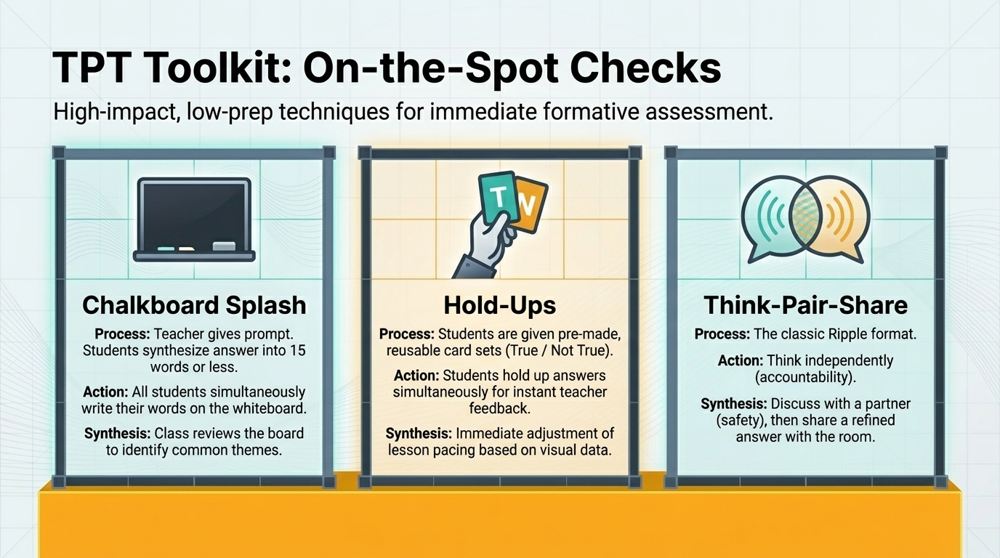 TPT Toolkit: On-the-Spot Checks
High-impact, low-prep techniques for immediate formative assessment.
Chalkboard Splash
Process: Teacher gives prompt.
Students synthesize answer into 15
words or less.
Action: All students simultaneously
write their words on the whiteboard.
Synthesis: Class reviews the board
to identify common themes.
T N
Hold-Ups
Process: Students are given pre-made,
reusable card sets (True / Not True).
Action: Students hold up answers
simultaneously for instant teacher
feedback.
Synthesis: Immediate adjustment of
lesson pacing based on visual data.
Think-Pair-Share
Process: The classic Ripple format.
Action: Think independently
(accountability).
Synthesis: Discuss with a partner
(safety), then share a refined
answer with the room.